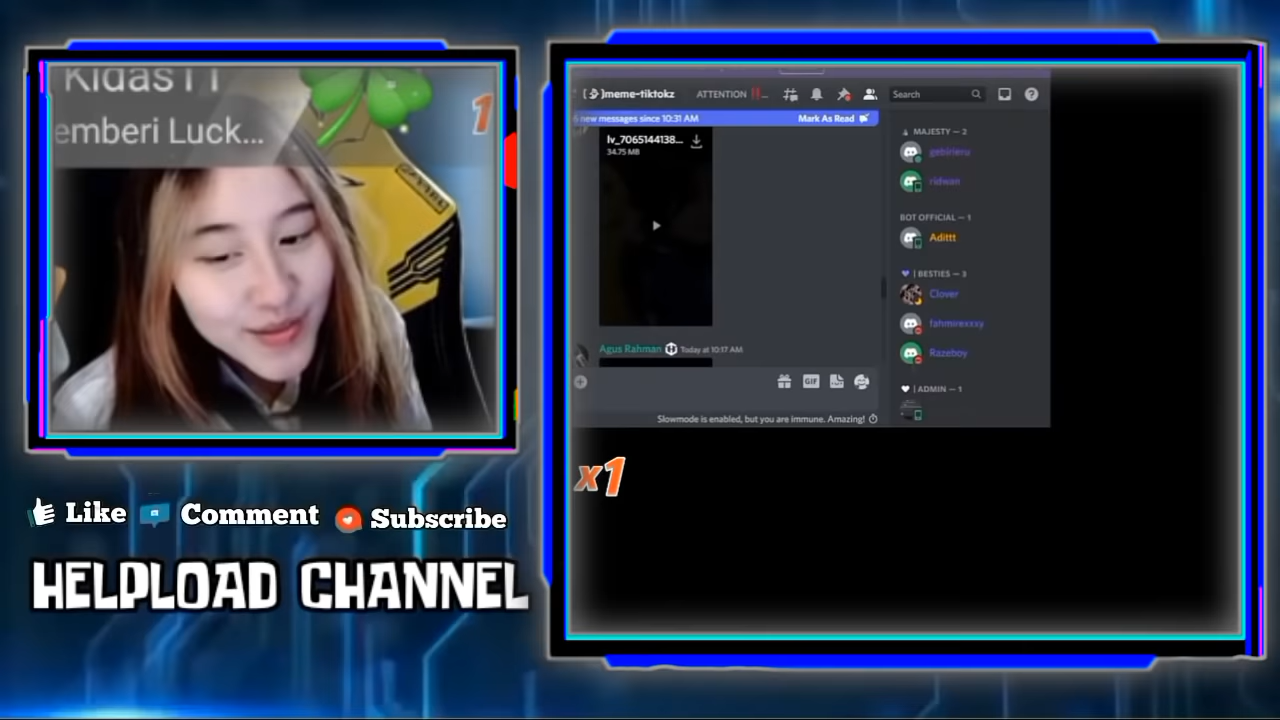 Kidas11
emberi Luck...
1
meme-tiktokz
ATTENTION ‼️...
Search
new messages since 10:31 AM
Mark As Read
lv_7065144138...
34.75 MB
Agus Rahman
Today at 10:17 AM
GIF
Slowmode is enabled, but you are immune. Amazing!
MAJESTY — 2
gebirieru
ridwan
BOT OFFICIAL — 1
Adittt
| BESTIES — 3
Clover
fahmirexxxy
Razeboy
| ADMIN — 1
x1
Like
Comment
Subscribe
HELPLOAD CHANNEL